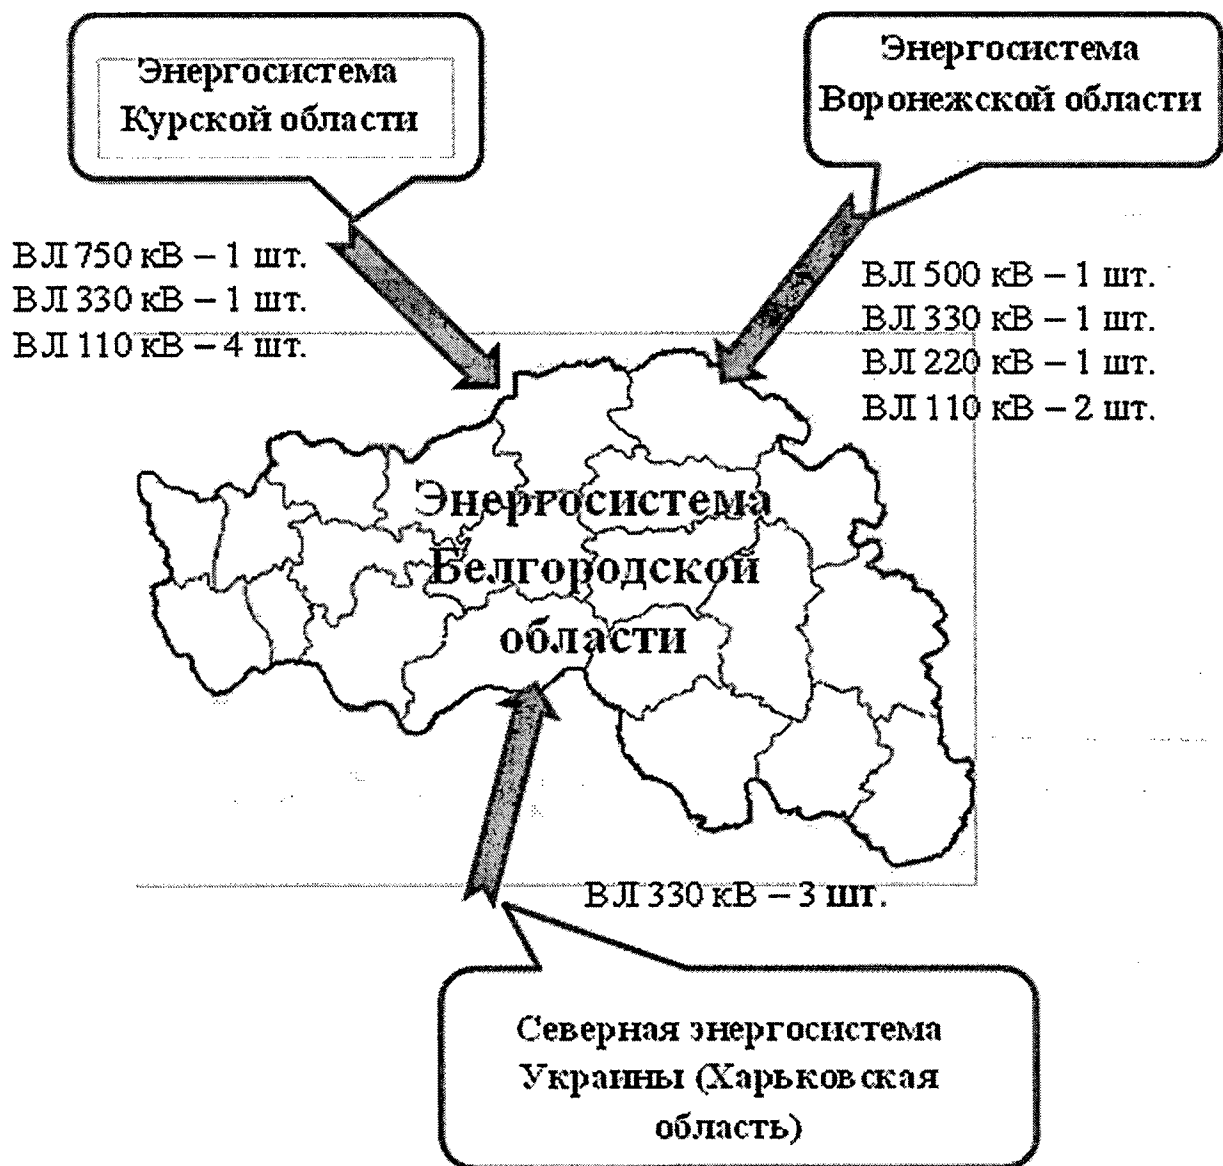 Энергосистема
Курской области
Энергосистема
Воронежской области
ВЛ 750 кВ – 1 шт.
ВЛ 330 кВ – 1 шт.
ВЛ 110 кВ – 4 шт.
ВЛ 500 кВ – 1 шт.
ВЛ 330 кВ – 1 шт.
ВЛ 220 кВ – 1 шт.
ВЛ 110 кВ – 2 шт.
Энергосистема
Белгородской
области
ВЛ 330 кВ – 3 шт.
Северная энергосистема
Украины (Харьковская
область)